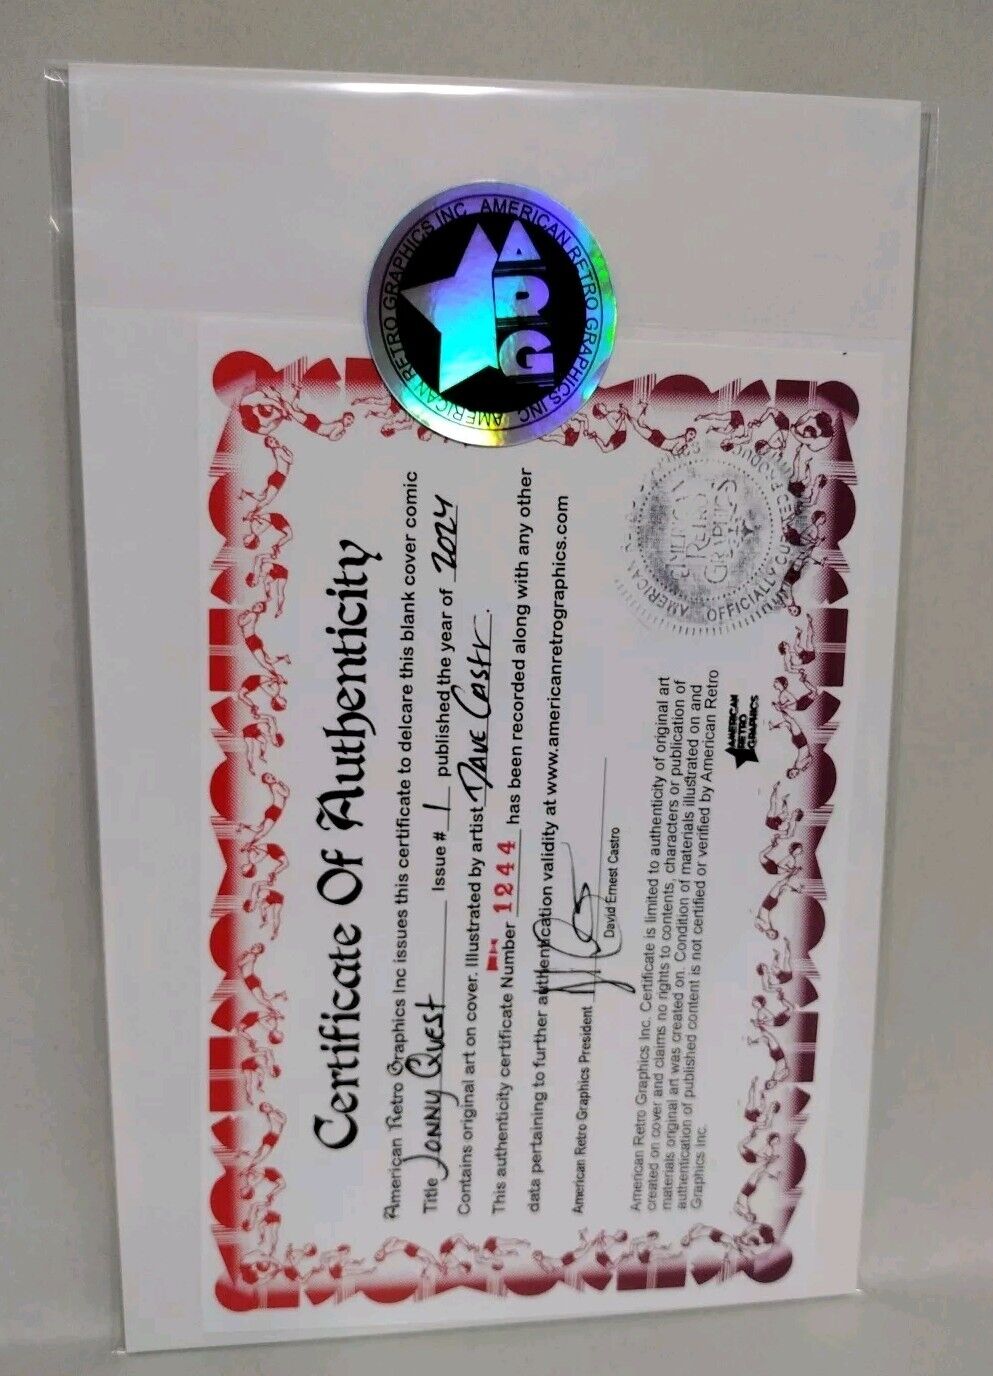 AMERICAN RETRO GRAPHICS INC AMERICAN RETRO GRAPHICS INC
ARG
Certificate Of Authenticity
American Retro Graphics Inc issues this certificate to delcare this blank cover comic
Title Jonny Quest Issue # 1 published the year of 2024
Contains original art on cover. Illustrated by artist Dave Castr.
This authenticity certificate Number 1244 has been recorded along with any other
data pertaining to further authentication validity at www.americanretrographics.com
American Retro Graphics President
David Ernest Castro
American Retro Graphics Inc. Certificate is limited to authenticity of original art
created on cover and claims no rights to contents, characters or publication of
materials original art was created on. Condition of materials illustrated on and
authentication of published content is not certified or verified by American Retro
Graphics Inc.
AMERICAN
RETRO
GRAPHICS
AMERICAN
RETRO
GRAPHICS
OFFICIALLY